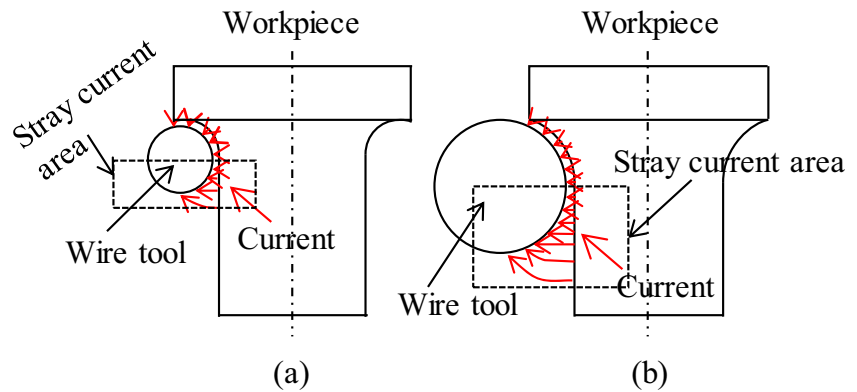 Workpiece
Stray current
area
Wire tool
Current
(a)
Workpiece
Stray current area
Wire tool
Current
(b)